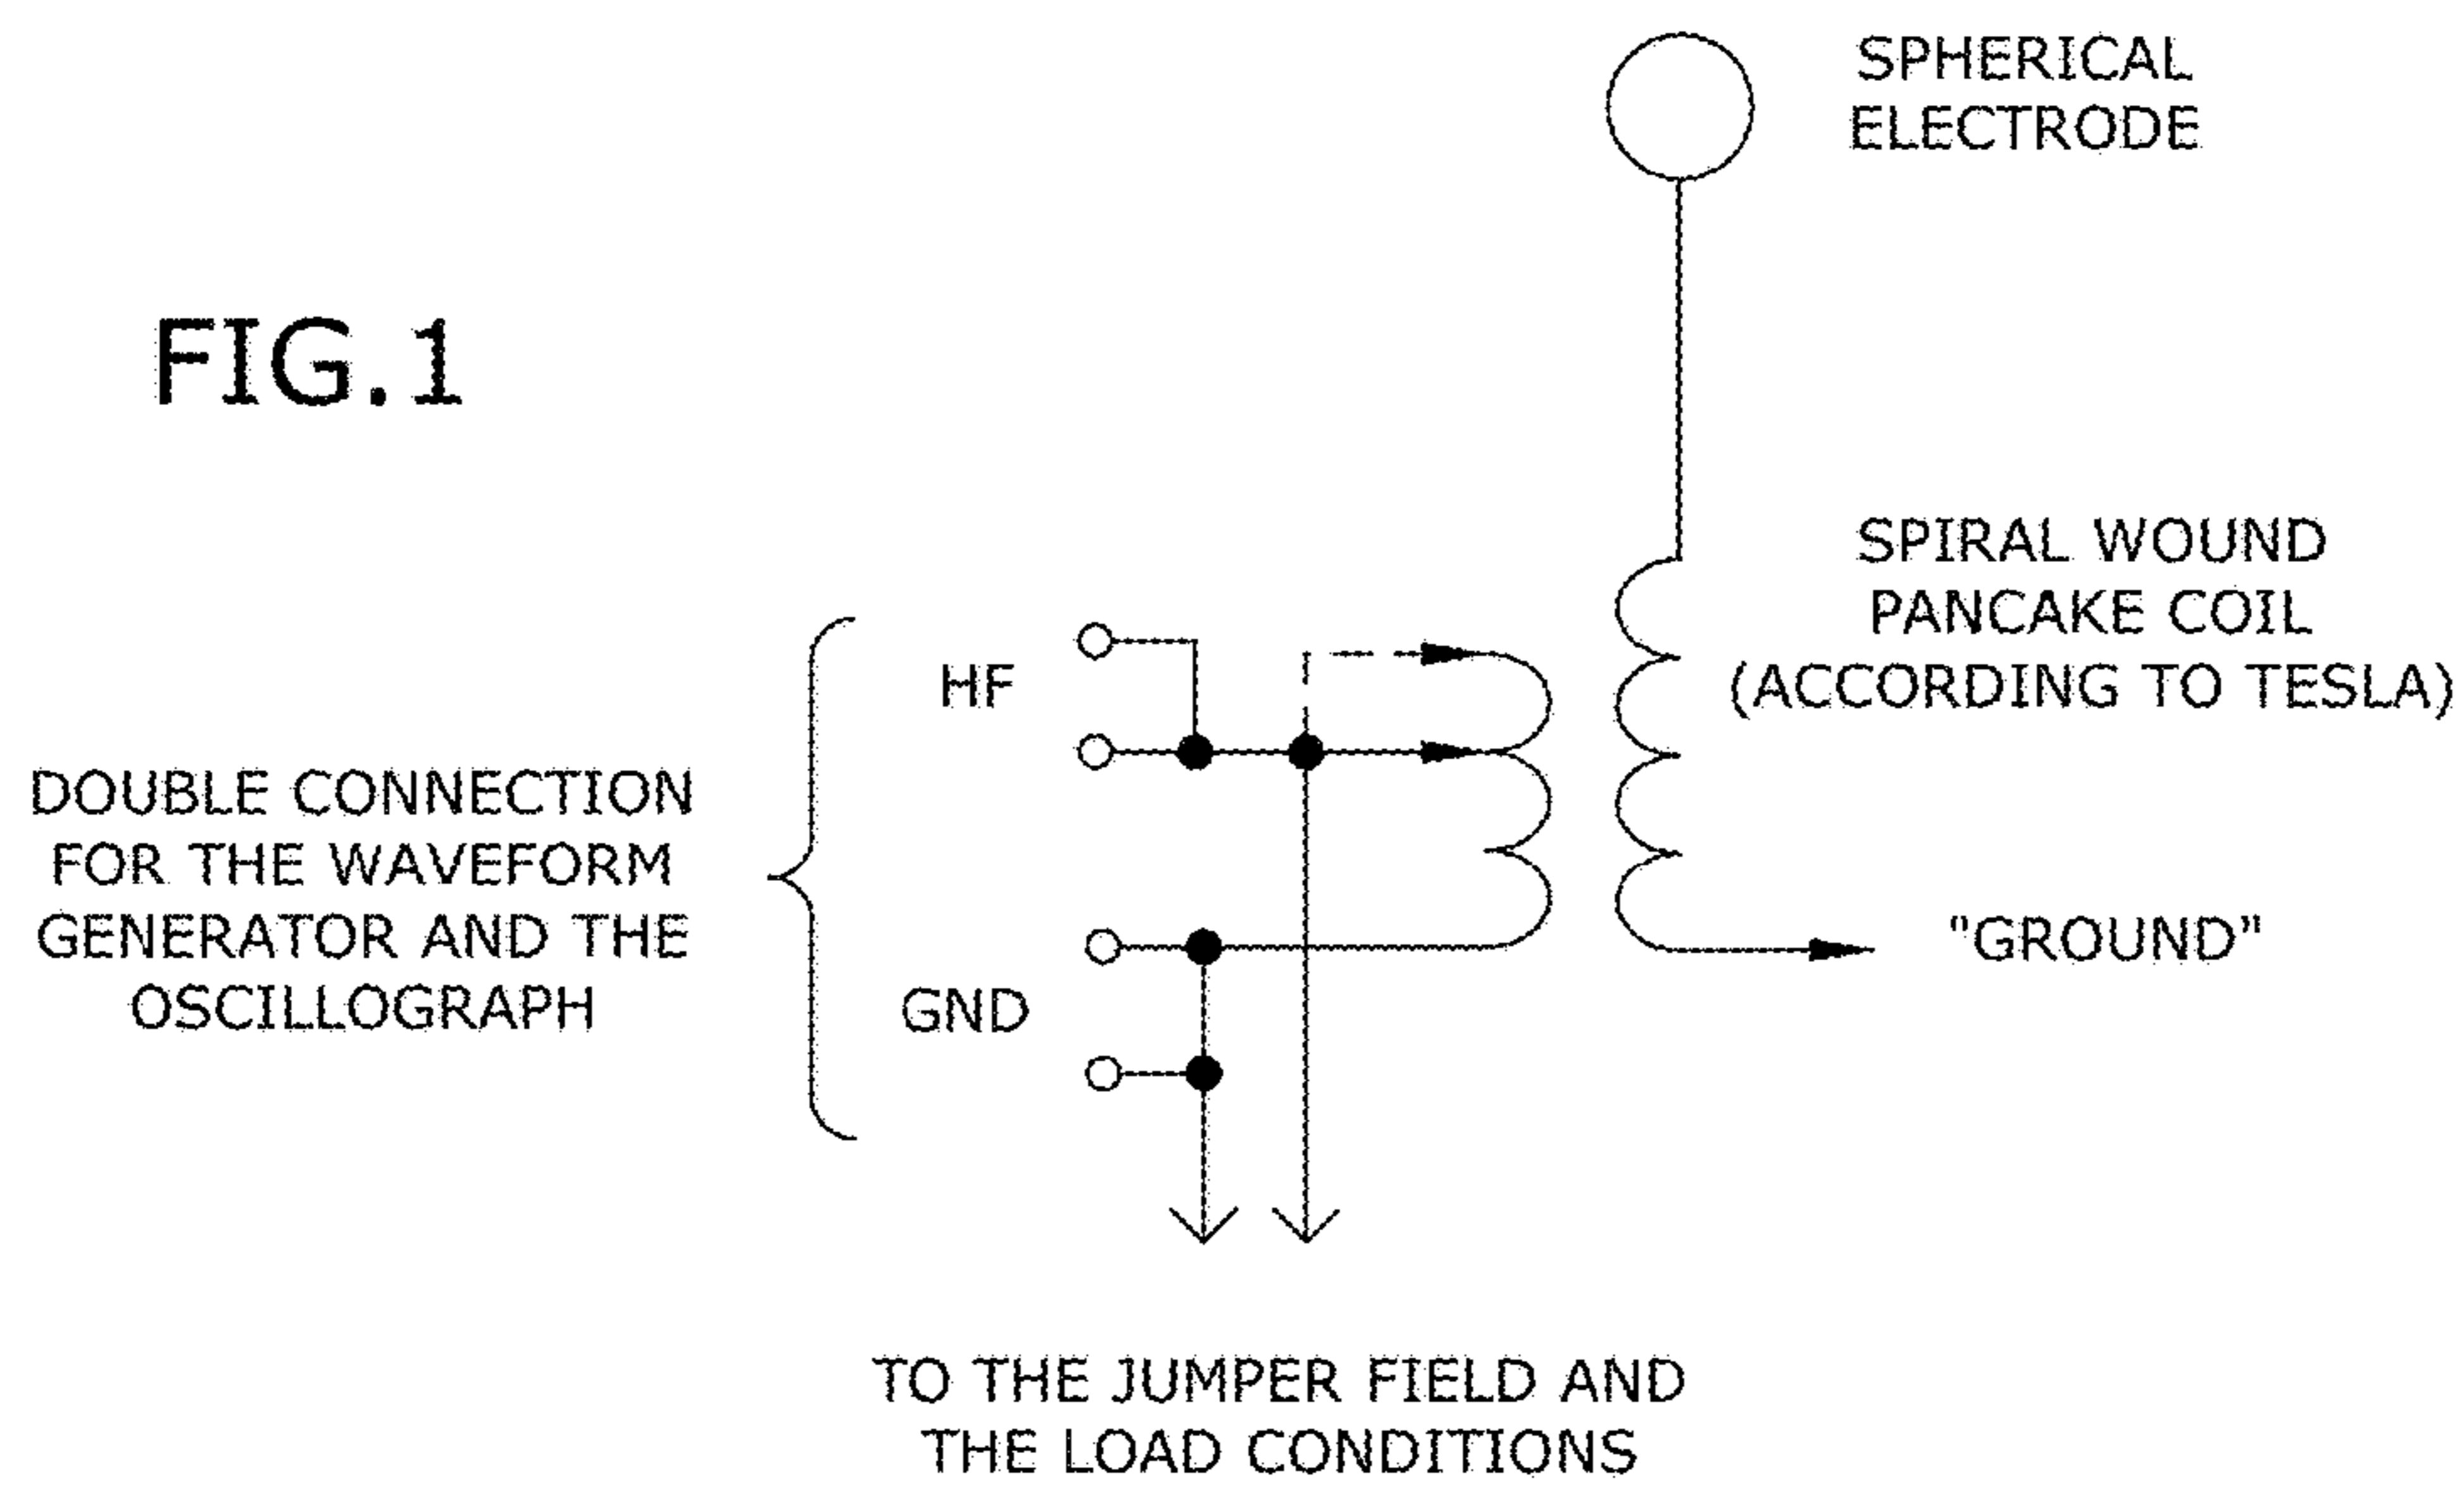 SPHERICAL
ELECTRODE
FIG.1
SPIRAL WOUND
PANCAKE COIL
(ACCORDING TO TESLA)
HF
DOUBLE CONNECTION
FOR THE WAVEFORM
GENERATOR AND THE
OSCILLOGRAPH
"GROUND"
GND
TO THE JUMPER FIELD AND
THE LOAD CONDITIONS